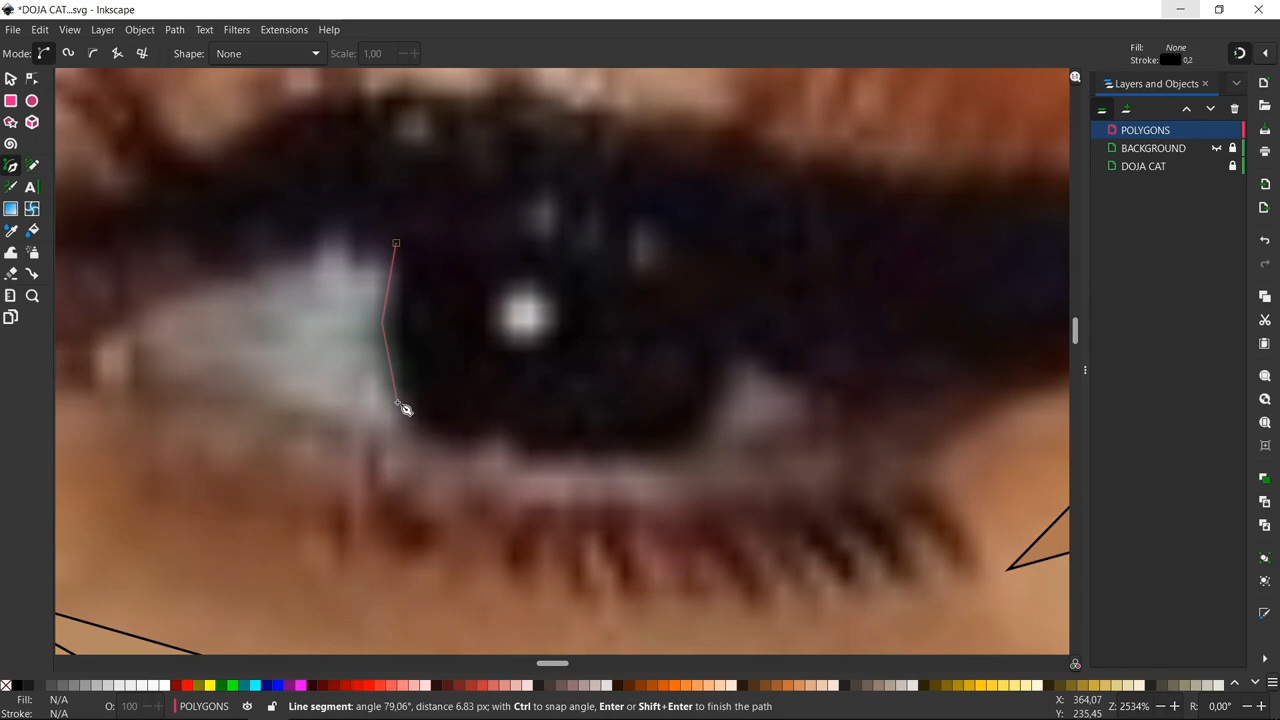 *DOJA CAT...svg - Inkscape
File Edit View Layer Object Path Text Filters Extensions Help
Mode: Shape: None Scale: 1,00 Fill: None
Stroke: 0,2
Layers and Objects
POLYGONS
BACKGROUND
DOJA CAT
Fill: N/A
Stroke: N/A
O: 100
POLYGONS
Line segment: angle 79,06°, distance 6.83 px; with Ctrl to snap angle, Enter or Shift+Enter to finish the path
X: 364,07
Y: 235,45
Z: 2534%
R: 0,00°